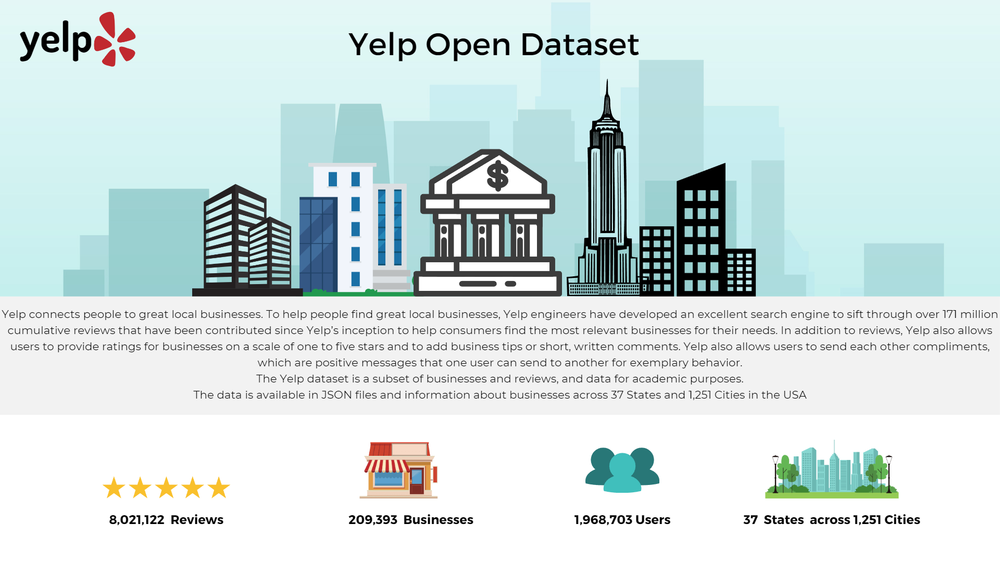 yelp
Yelp Open Dataset
$
Yelp connects people to great local businesses. To help people find great local businesses, Yelp engineers have developed an excellent search engine to sift through over 171 million
cumulative reviews that have been contributed since Yelp’s inception to help consumers find the most relevant businesses for their needs. In addition to reviews, Yelp also allows
users to provide ratings for businesses on a scale of one to five stars and to add business tips or short, written comments. Yelp also allows users to send each other compliments,
which are positive messages that one user can send to another for exemplary behavior.
The Yelp dataset is a subset of businesses and reviews, and data for academic purposes.
The data is available in JSON files and information about businesses across 37 States and 1,251 Cities in the USA
8,021,122 Reviews
209,393 Businesses
1,968,703 Users
37 States across 1,251 Cities